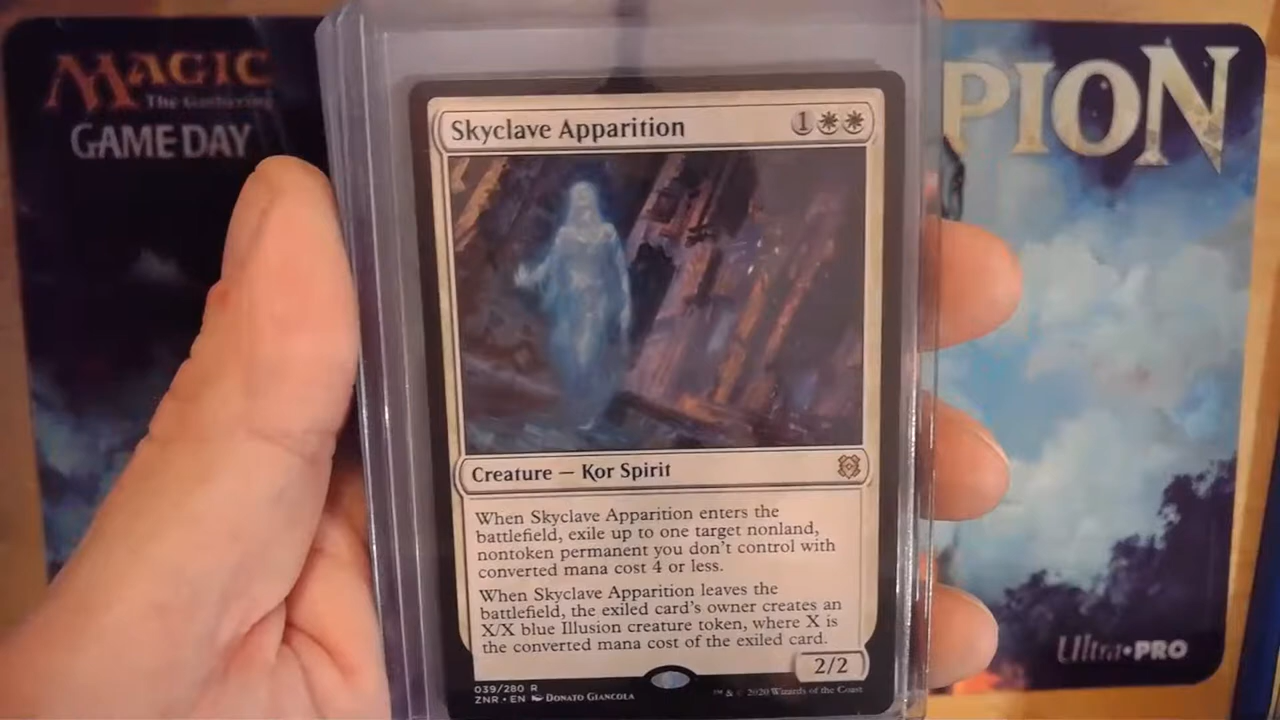 MAGIC
The Gathering
GAME DAY
PION
Skyclave Apparition 1
Creature — Kor Spirit
When Skyclave Apparition enters the
battlefield, exile up to one target nonland,
nontoken permanent you don't control with
converted mana cost 4 or less.
When Skyclave Apparition leaves the
battlefield, the exiled card's owner creates an
X/X blue Illusion creature token, where X is
the converted mana cost of the exiled card.
2/2
039/280 R
ZNR • EN Donato Giancola
™ & © 2020 Wizards of the Coast
Ultra•PRO